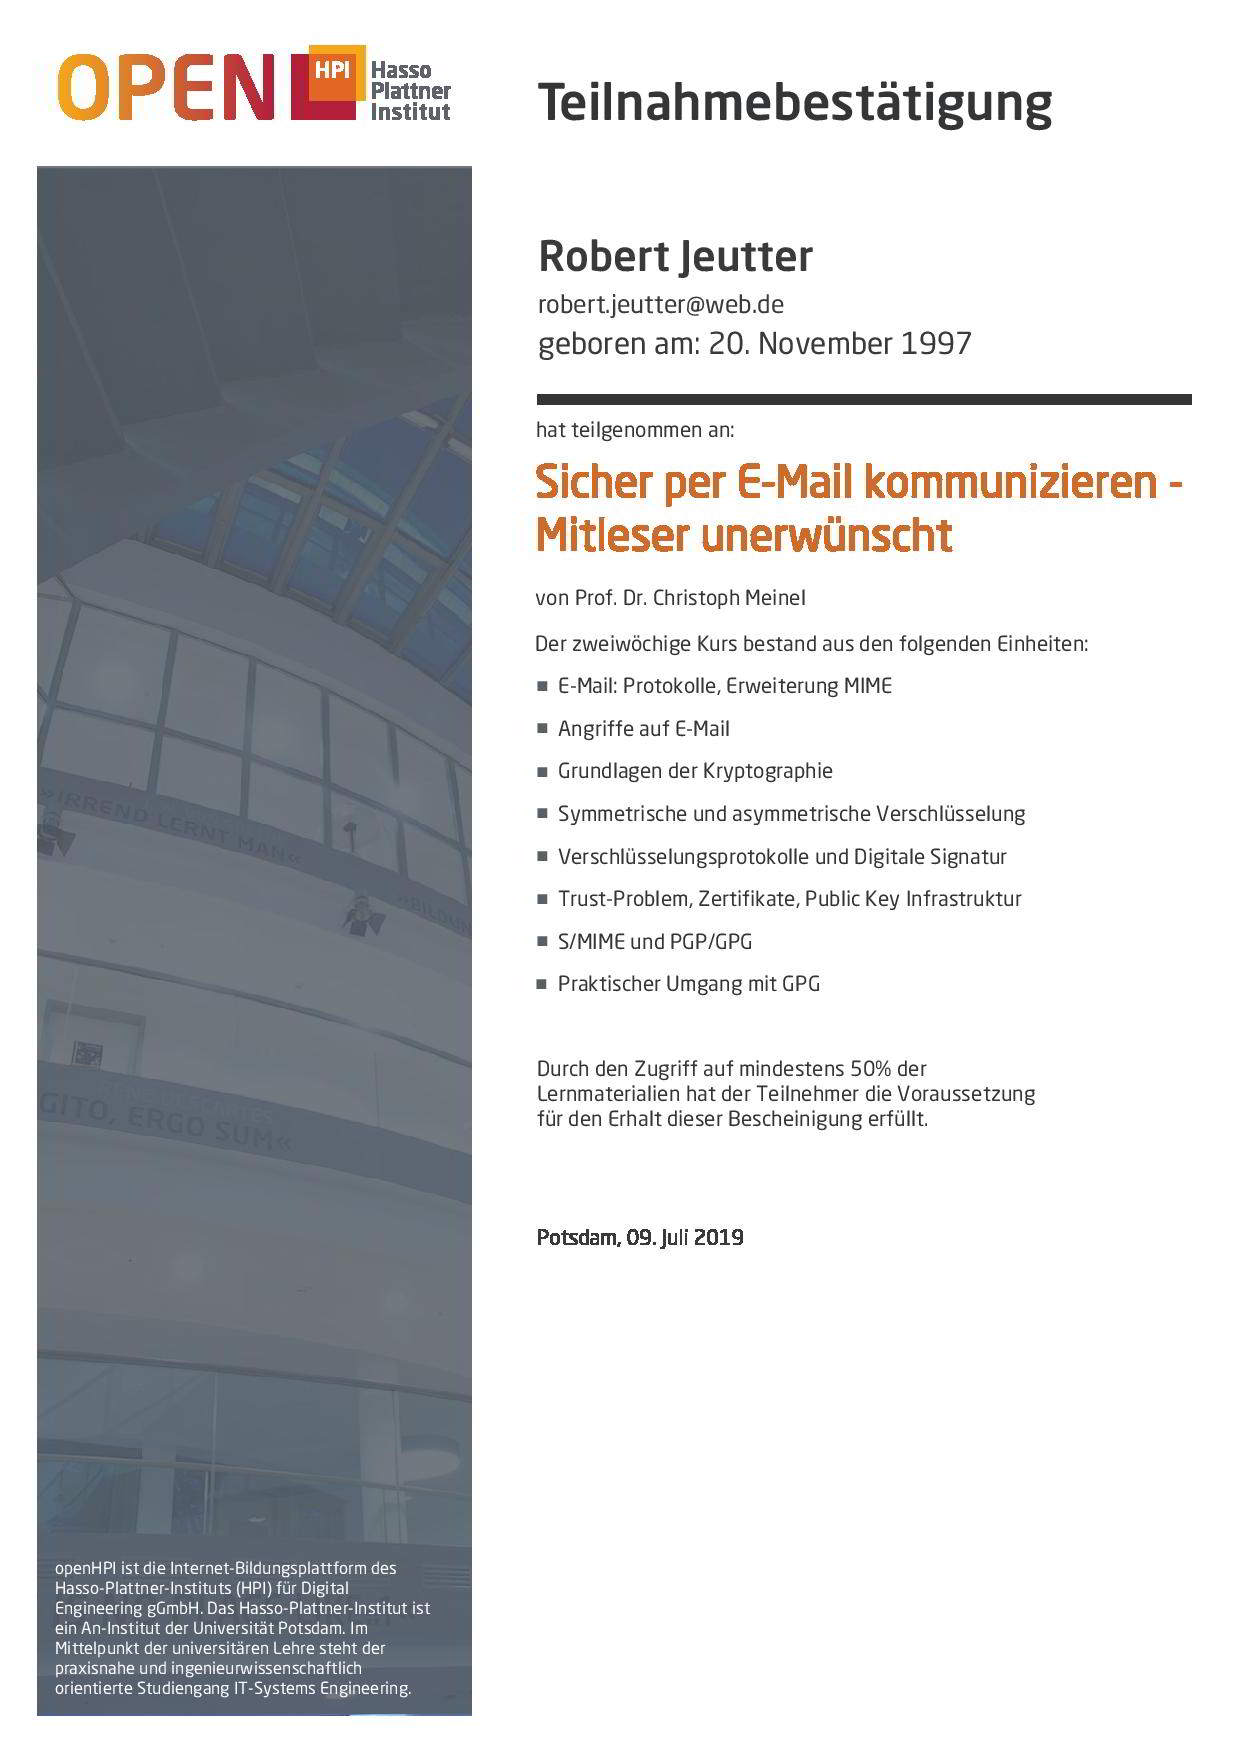 OPEN HPI Hasso
Plattner
Institut
Teilnahmebestätigung
Robert Jeutter
robert.jeutter@web.de
geboren am: 20. November 1997
hat teilgenommen an:
Sicher per E-Mail kommunizieren -
Mitleser unerwünscht
von Prof. Dr. Christoph Meinel
Der zweiwöchige Kurs bestand aus den folgenden Einheiten:
■ E-Mail: Protokolle, Erweiterung MIME
■ Angriffe auf E-Mail
■ Grundlagen der Kryptographie
■ Symmetrische und asymmetrische Verschlüsselung
■ Verschlüsselungsprotokolle und Digitale Signatur
■ Trust-Problem, Zertifikate, Public Key Infrastruktur
■ S/MIME und PGP/GPG
■ Praktischer Umgang mit GPG
Durch den Zugriff auf mindestens 50% der
Lernmaterialien hat der Teilnehmer die Voraussetzung
für den Erhalt dieser Bescheinigung erfüllt.
Potsdam, 09. Juli 2019
»IRREND LERNT MAN«
»BILDUN
GITO, ERGO SUM«
openHPI ist die Internet-Bildungsplattform des
Hasso-Plattner-Instituts (HPI) für Digital
Engineering gGmbH. Das Hasso-Plattner-Institut ist
ein An-Institut der Universität Potsdam. Im
Mittelpunkt der universitären Lehre steht der
praxisnahe und ingenieurwissenschaftlich
orientierte Studiengang IT-Systems Engineering.